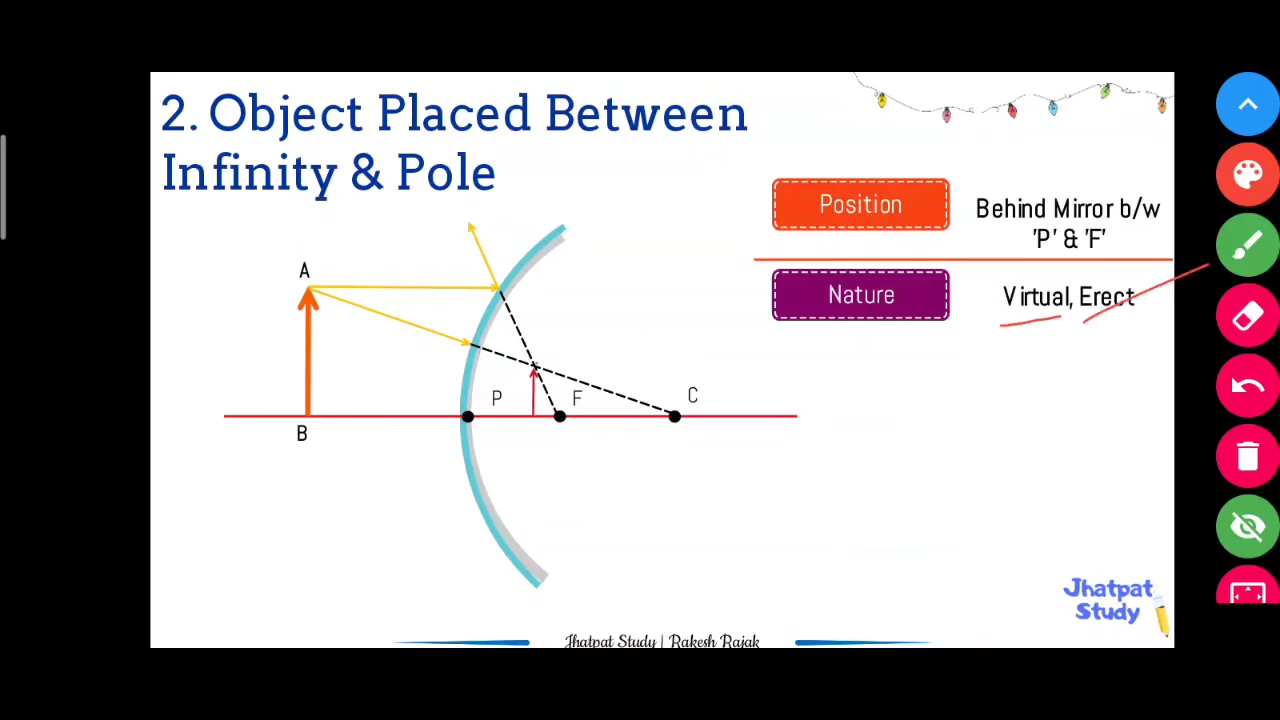 2. Object Placed Between
Infinity & Pole
Position
Behind Mirror b/w
'P' & 'F'
Nature
Virtual, Erect
A
P
F
C
B
Jhatpat
Study
Jhatpat Study | Rakesh Rajak